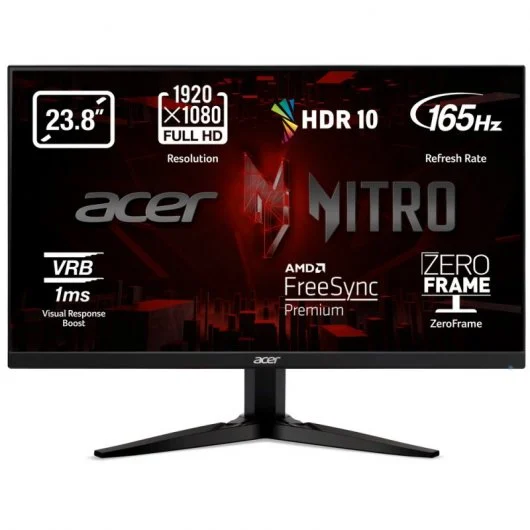 23.8"
1920
×1080
FULL HD
Resolution
HDR 10
165Hz
Refresh Rate
acer NITRO
VRB
1ms
Visual Response
Boost
AMD
FreeSync
Premium
ZERO
FRAME
ZeroFrame
acer